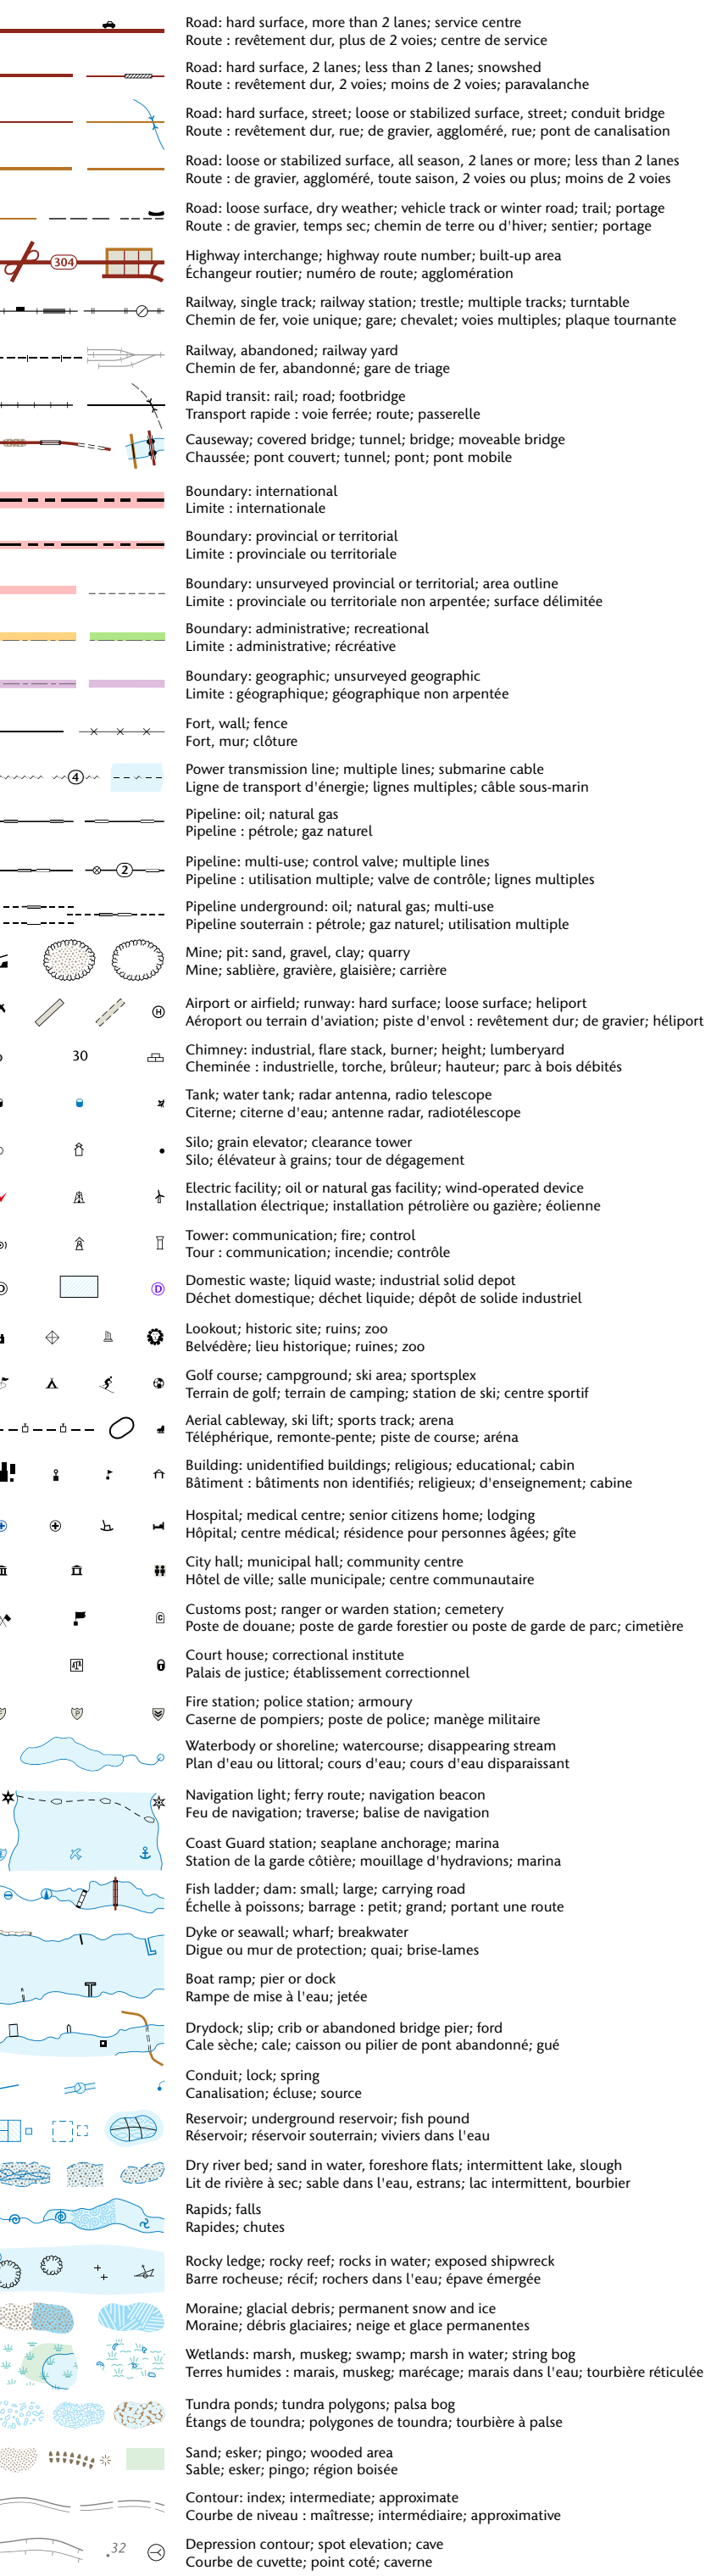 Road: hard surface, more than 2 lanes; service centre
Route : revêtement dur, plus de 2 voies; centre de service
Road: hard surface, 2 lanes; less than 2 lanes; snowshed
Route : revêtement dur, 2 voies; moins de 2 voies; paravalanche
Road: hard surface, street; loose or stabilized surface, street; conduit bridge
Route : revêtement dur, rue; de gravier, aggloméré, rue; pont de canalisation
Road: loose or stabilized surface, all season, 2 lanes or more; less than 2 lanes
Route : de gravier, aggloméré, toute saison, 2 voies ou plus; moins de 2 voies
Road: loose surface, dry weather; vehicle track or winter road; trail; portage
Route : de gravier, temps sec; chemin de terre ou d'hiver; sentier; portage
304
Highway interchange; highway route number; built-up area
Échangeur routier; numéro de route; agglomération
Railway, single track; railway station; trestle; multiple tracks; turntable
Chemin de fer, voie unique; gare; chevalet; voies multiples; plaque tournante
Railway, abandoned; railway yard
Chemin de fer, abandonné; gare de triage
Rapid transit: rail; road; footbridge
Transport rapide : voie ferrée; route; passerelle
Causeway; covered bridge; tunnel; bridge; moveable bridge
Chaussée; pont couvert; tunnel; pont; pont mobile
Boundary: international
Limite : internationale
Boundary: provincial or territorial
Limite : provinciale ou territoriale
Boundary: unsurveyed provincial or territorial; area outline
Limite : provinciale ou territoriale non arpentée; surface délimitée
Boundary: administrative; recreational
Limite : administrative; récréative
Boundary: geographic; unsurveyed geographic
Limite : géographique; géographique non arpentée
Fort, wall; fence
Fort, mur; clôture
4
Power transmission line; multiple lines; submarine cable
Ligne de transport d'énergie; lignes multiples; câble sous-marin
Pipeline: oil; natural gas
Pipeline : pétrole; gaz naturel
2
Pipeline: multi-use; control valve; multiple lines
Pipeline : utilisation multiple; valve de contrôle; lignes multiples
Pipeline underground: oil; natural gas; multi-use
Pipeline souterrain : pétrole; gaz naturel; utilisation multiple
Mine; pit: sand, gravel, clay; quarry
Mine; sablière, gravière, glaisière; carrière
H
Airport or airfield; runway: hard surface; loose surface; heliport
Aéroport ou terrain d'aviation; piste d'envol : revêtement dur; de gravier; héliport
30
Chimney: industrial, flare stack, burner; height; lumberyard
Cheminée : industrielle, torche, brûleur; hauteur; parc à bois débités
Tank; water tank; radar antenna, radio telescope
Citerne; citerne d'eau; antenne radar, radiotélescope
Silo; grain elevator; clearance tower
Silo; élévateur à grains; tour de dégagement
Electric facility; oil or natural gas facility; wind-operated device
Installation électrique; installation pétrolière ou gazière; éolienne
Tower: communication; fire; control
Tour : communication; incendie; contrôle
D
D
Domestic waste; liquid waste; industrial solid depot
Déchet domestique; déchet liquide; dépôt de solide industriel
Lookout; historic site; ruins; zoo
Belvédère; lieu historique; ruines; zoo
Golf course; campground; ski area; sportsplex
Terrain de golf; terrain de camping; station de ski; centre sportif
Aerial cableway, ski lift; sports track; arena
Téléphérique, remonte-pente; piste de course; aréna
Building: unidentified buildings; religious; educational; cabin
Bâtiment : bâtiments non identifiés; religieux; d'enseignement; cabine
Hospital; medical centre; senior citizens home; lodging
Hôpital; centre médical; résidence pour personnes âgées; gîte
City hall; municipal hall; community centre
Hôtel de ville; salle municipale; centre communautaire
C
Customs post; ranger or warden station; cemetery
Poste de douane; poste de garde forestier ou poste de garde de parc; cimetière
Court house; correctional institute
Palais de justice; établissement correctionnel
F
P
Fire station; police station; armoury
Caserne de pompiers; poste de police; manège militaire
Waterbody or shoreline; watercourse; disappearing stream
Plan d'eau ou littoral; cours d'eau; cours d'eau disparaissant
Navigation light; ferry route; navigation beacon
Feu de navigation; traverse; balise de navigation
Coast Guard station; seaplane anchorage; marina
Station de la garde côtière; mouillage d'hydravions; marina
Fish ladder; dam: small; large; carrying road
Échelle à poissons; barrage : petit; grand; portant une route
Dyke or seawall; wharf; breakwater
Digue ou mur de protection; quai; brise-lames
Boat ramp; pier or dock
Rampe de mise à l'eau; jetée
Drydock; slip; crib or abandoned bridge pier; ford
Cale sèche; cale; caisson ou pilier de pont abandonné; gué
Conduit; lock; spring
Canalisation; écluse; source
Reservoir; underground reservoir; fish pound
Réservoir; réservoir souterrain; viviers dans l'eau
Dry river bed; sand in water, foreshore flats; intermittent lake, slough
Lit de rivière à sec; sable dans l'eau, estrans; lac intermittent, bourbier
Rapids; falls
Rapides; chutes
Rocky ledge; rocky reef; rocks in water; exposed shipwreck
Barre rocheuse; récif; rochers dans l'eau; épave émergée
Moraine; glacial debris; permanent snow and ice
Moraine; débris glaciaires; neige et glace permanentes
Wetlands: marsh, muskeg; swamp; marsh in water; string bog
Terres humides : marais, muskeg; marécage; marais dans l'eau; tourbière réticulée
Tundra ponds; tundra polygons; palsa bog
Étangs de toundra; polygones de toundra; tourbière à palse
Sand; esker; pingo; wooded area
Sable; esker; pingo; région boisée
Contour: index; intermediate; approximate
Courbe de niveau : maîtresse; intermédiaire; approximative
.32
Depression contour; spot elevation; cave
Courbe de cuvette; point coté; caverne